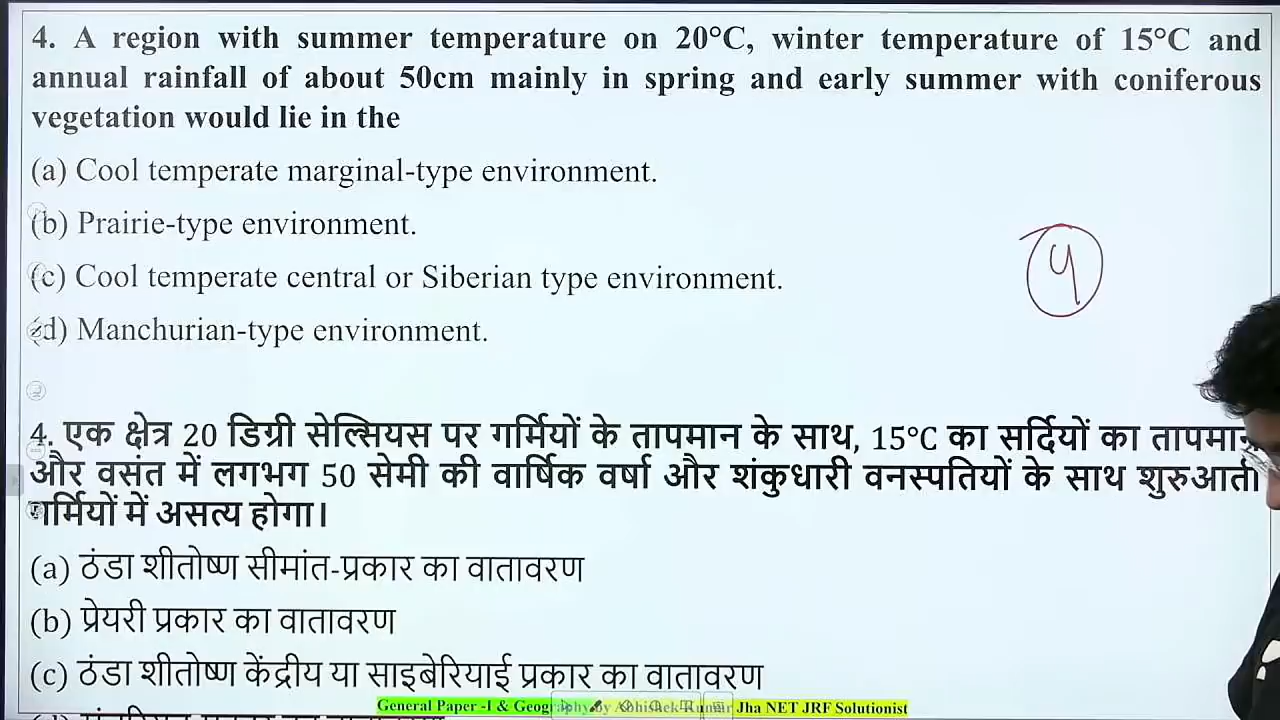 4. A region with summer temperature on 20°C, winter temperature of 15°C and
annual rainfall of about 50cm mainly in spring and early summer with coniferous
vegetation would lie in the
(a) Cool temperate marginal-type environment.
(b) Prairie-type environment.
(c) Cool temperate central or Siberian type environment.
(d) Manchurian-type environment.
4. एक क्षेत्र 20 डिग्री सेल्सियस पर गर्मियों के तापमान के साथ, 15°C का सर्दियों का तापमान
और वसंत में लगभग 50 सेमी की वार्षिक वर्षा और शंकुधारी वनस्पतियों के साथ शुरुआती
गर्मियों में असत्य होगा।
(a) ठंडा शीतोष्ण सीमांत-प्रकार का वातावरण
(b) प्रेयरी प्रकार का वातावरण
(c) ठंडा शीतोष्ण केंद्रीय या साइबेरियाई प्रकार का वातावरण
General Paper -I & Geography by Abhishek Kumar Jha NET JRF Solutionist